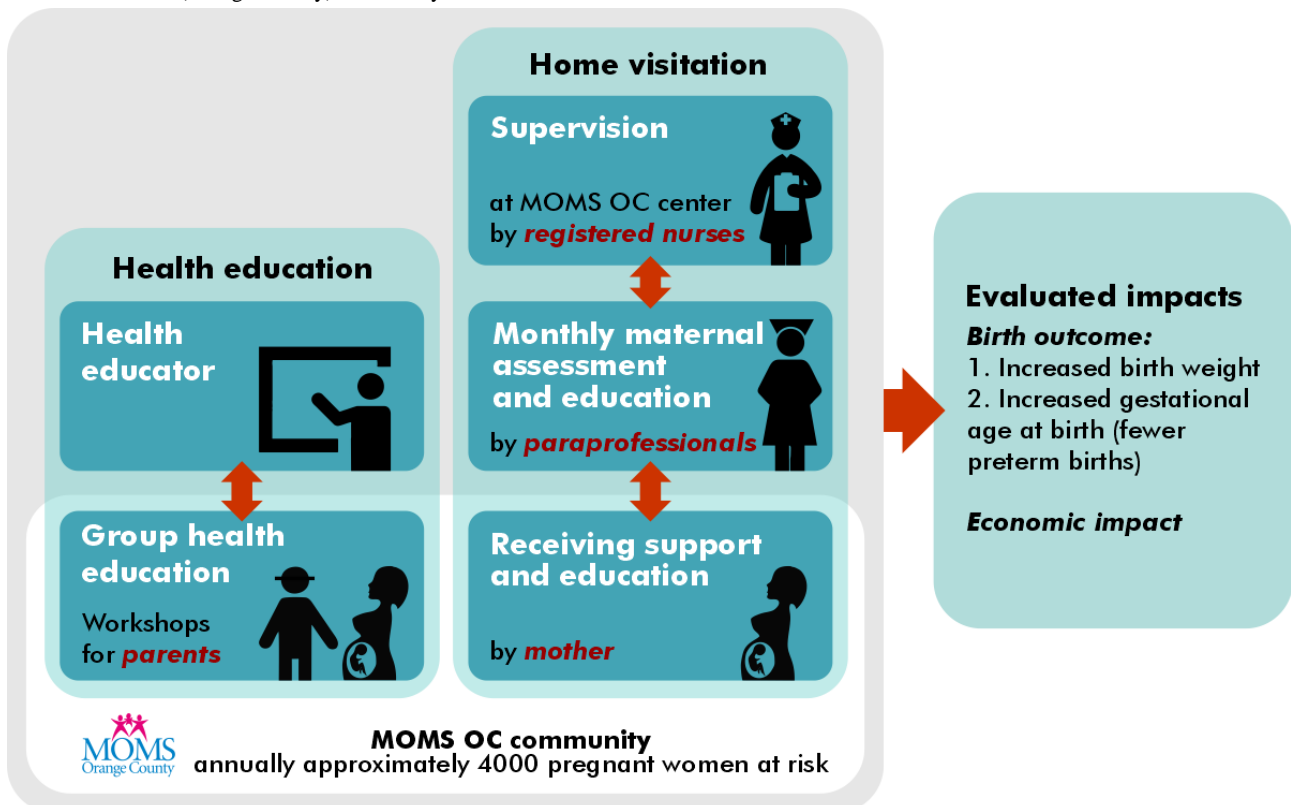 Home visitation
Supervision
at MOMS OC center
by registered nurses
Health education
Health
educator
Monthly maternal
assessment
and education
by paraprofessionals
Group health
education
Workshops
for parents
Receiving support
and education
by mother
MOMS
Orange County
MOMS OC community
annually approximately 4000 pregnant women at risk
Evaluated impacts
Birth outcome:
1. Increased birth weight
2. Increased gestational
age at birth (fewer
preterm births)
Economic impact